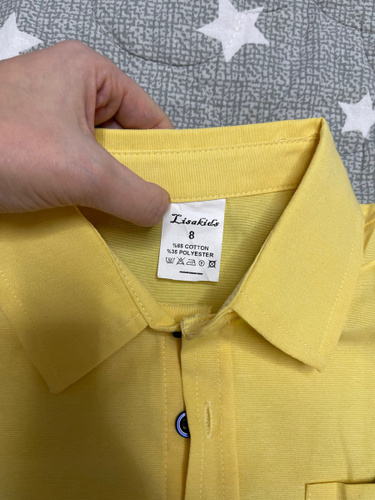 Lisakids
8
%65 COTTON
%35 POLYESTER